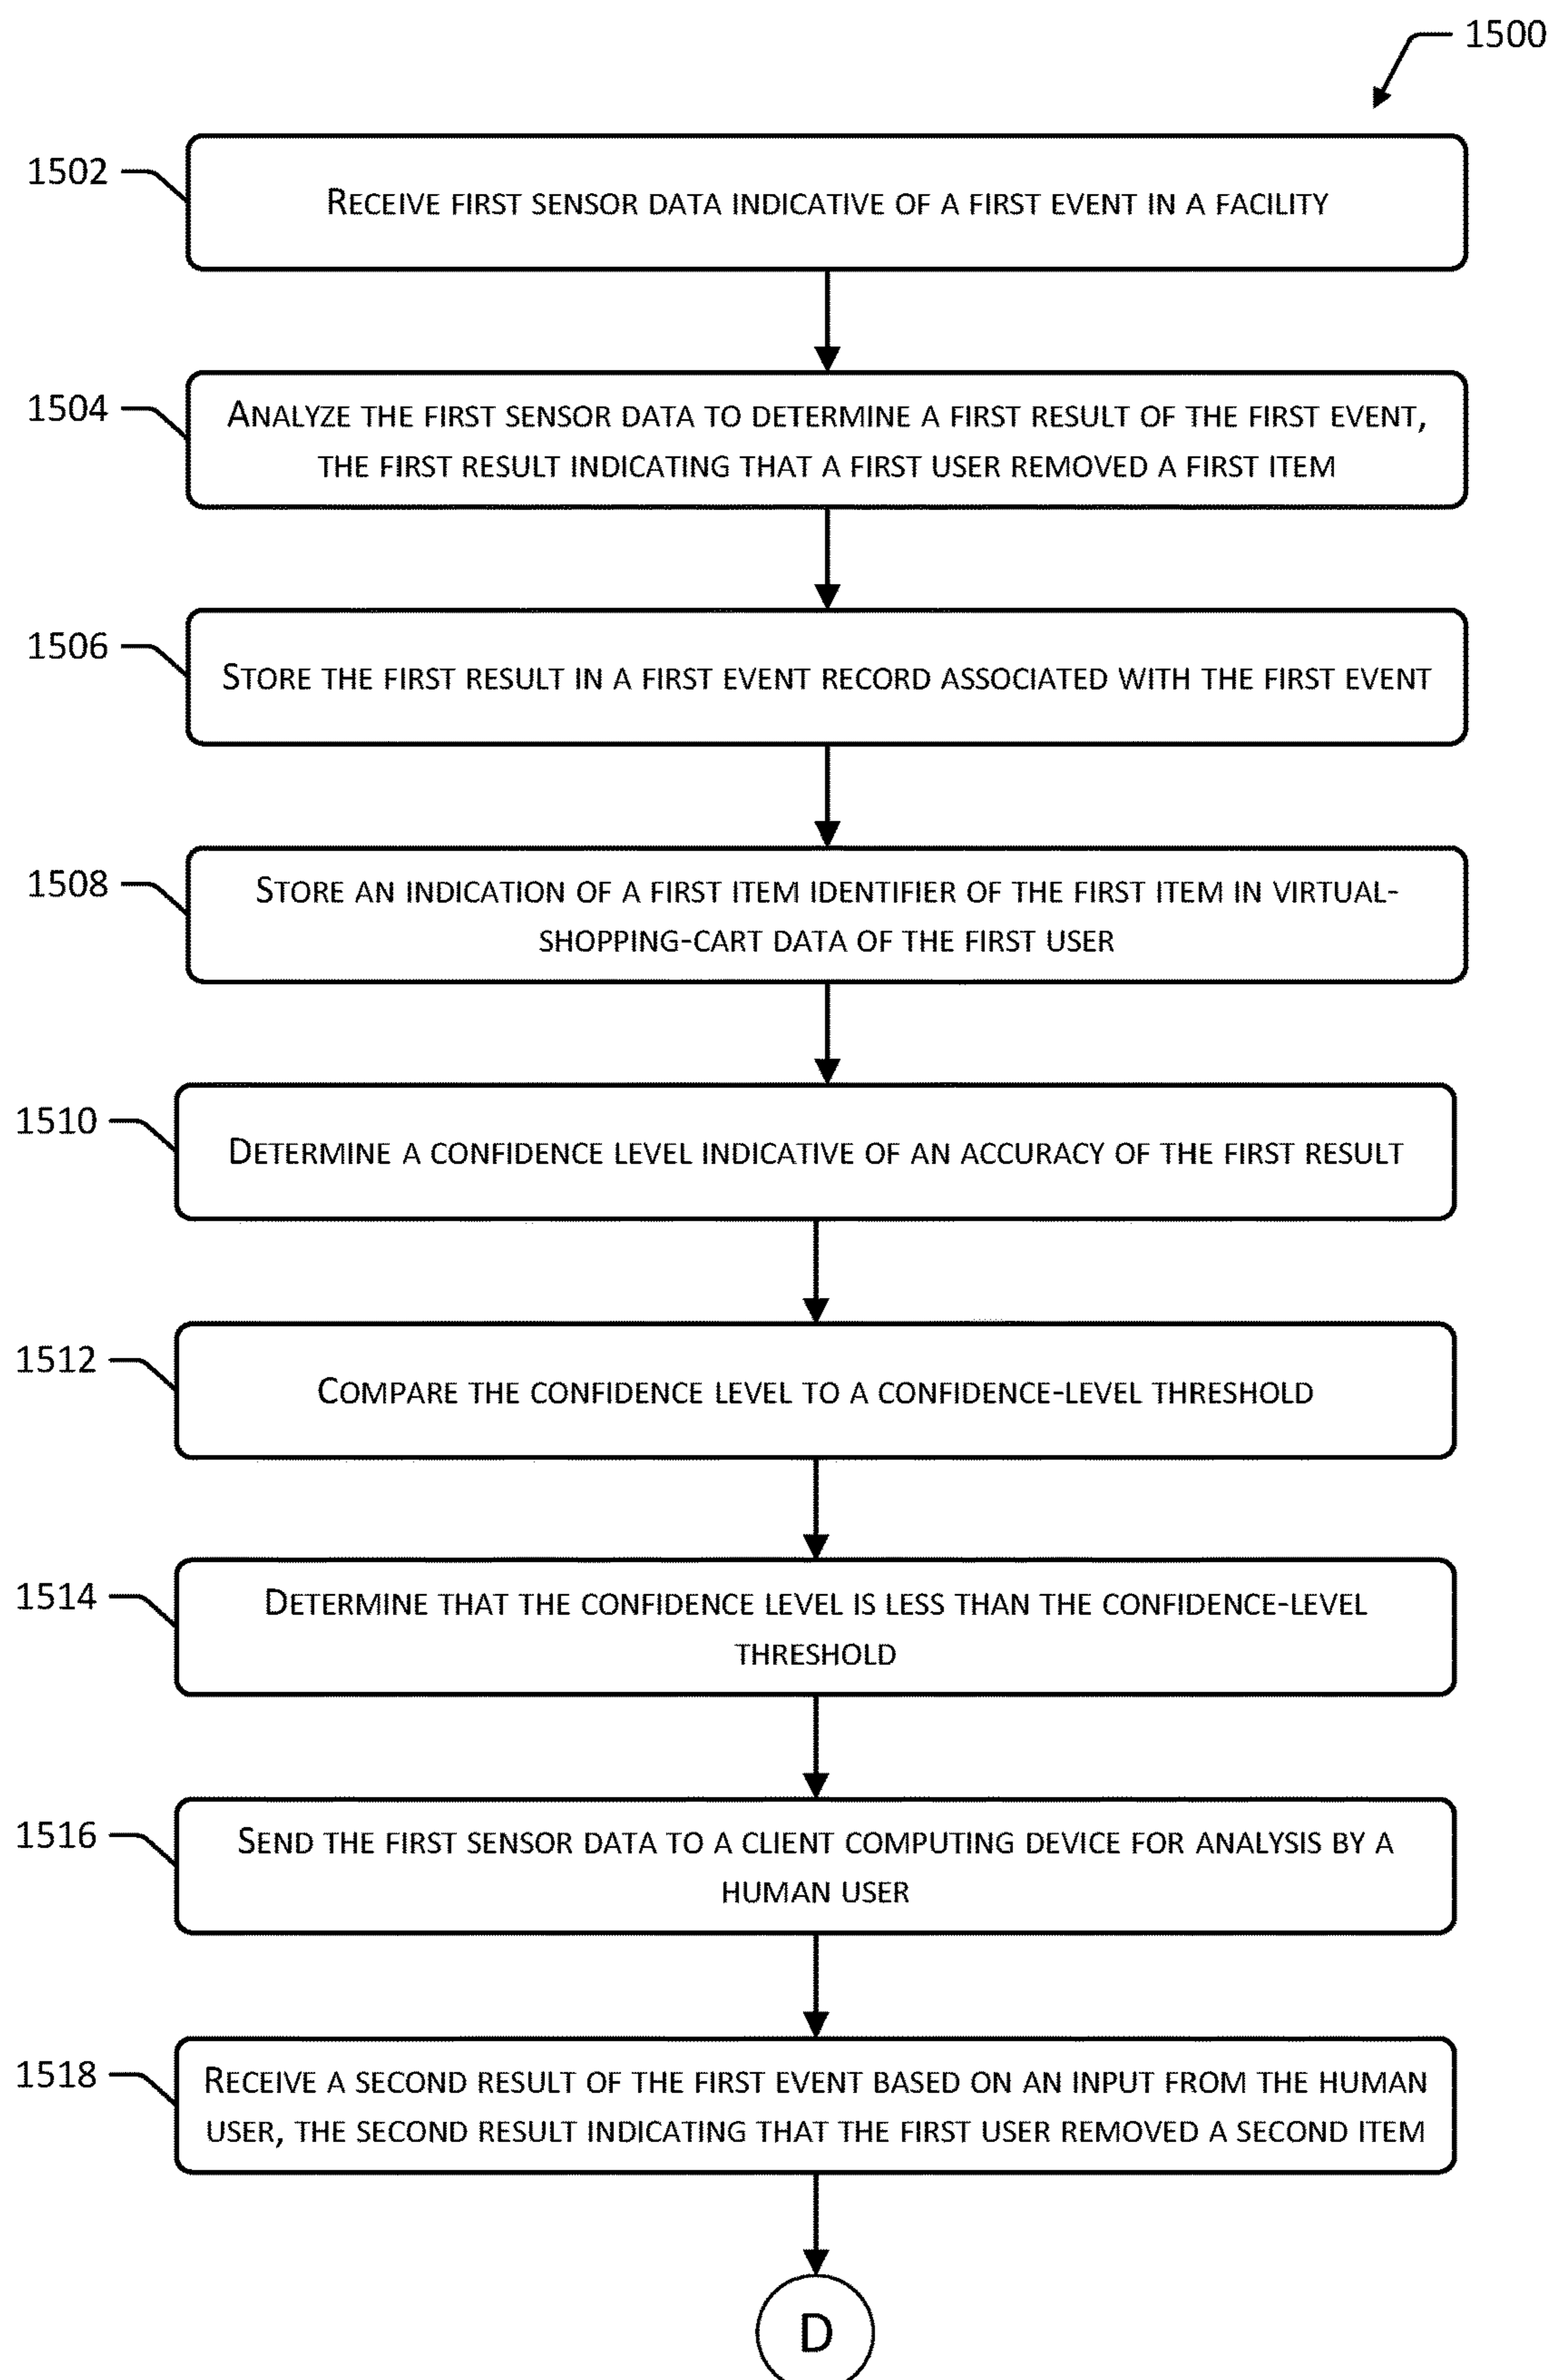 1500
1502
RECEIVE FIRST SENSOR DATA INDICATIVE OF A FIRST EVENT IN A FACILITY
1504
ANALYZE THE FIRST SENSOR DATA TO DETERMINE A FIRST RESULT OF THE FIRST EVENT,
THE FIRST RESULT INDICATING THAT A FIRST USER REMOVED A FIRST ITEM
1506
STORE THE FIRST RESULT IN A FIRST EVENT RECORD ASSOCIATED WITH THE FIRST EVENT
1508
STORE AN INDICATION OF A FIRST ITEM IDENTIFIER OF THE FIRST ITEM IN VIRTUAL-
SHOPPING-CART DATA OF THE FIRST USER
1510
DETERMINE A CONFIDENCE LEVEL INDICATIVE OF AN ACCURACY OF THE FIRST RESULT
1512
COMPARE THE CONFIDENCE LEVEL TO A CONFIDENCE-LEVEL THRESHOLD
1514
DETERMINE THAT THE CONFIDENCE LEVEL IS LESS THAN THE CONFIDENCE-LEVEL
THRESHOLD
1516
SEND THE FIRST SENSOR DATA TO A CLIENT COMPUTING DEVICE FOR ANALYSIS BY A
HUMAN USER
1518
RECEIVE A SECOND RESULT OF THE FIRST EVENT BASED ON AN INPUT FROM THE HUMAN
USER, THE SECOND RESULT INDICATING THAT THE FIRST USER REMOVED A SECOND ITEM
D